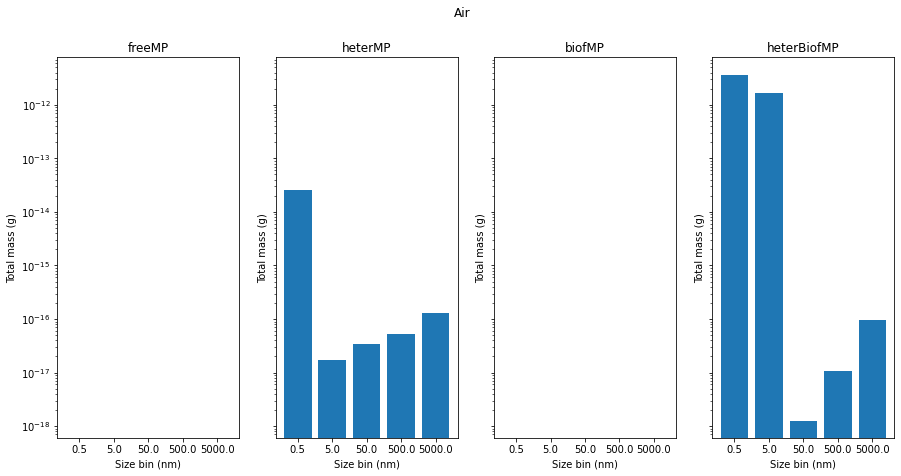 Air
freeMP
heterMP
biofMP
heterBiofMP
Total mass (g)
10⁻¹²
10⁻¹³
10⁻¹⁴
10⁻¹⁵
10⁻¹⁶
10⁻¹⁷
10⁻¹⁸
0.5 5.0 50.0 500.0 5000.0
Size bin (nm)
Total mass (g)
0.5 5.0 50.0 500.0 5000.0
Size bin (nm)
Total mass (g)
0.5 5.0 50.0 500.0 5000.0
Size bin (nm)
Total mass (g)
0.5 5.0 50.0 500.0 5000.0
Size bin (nm)